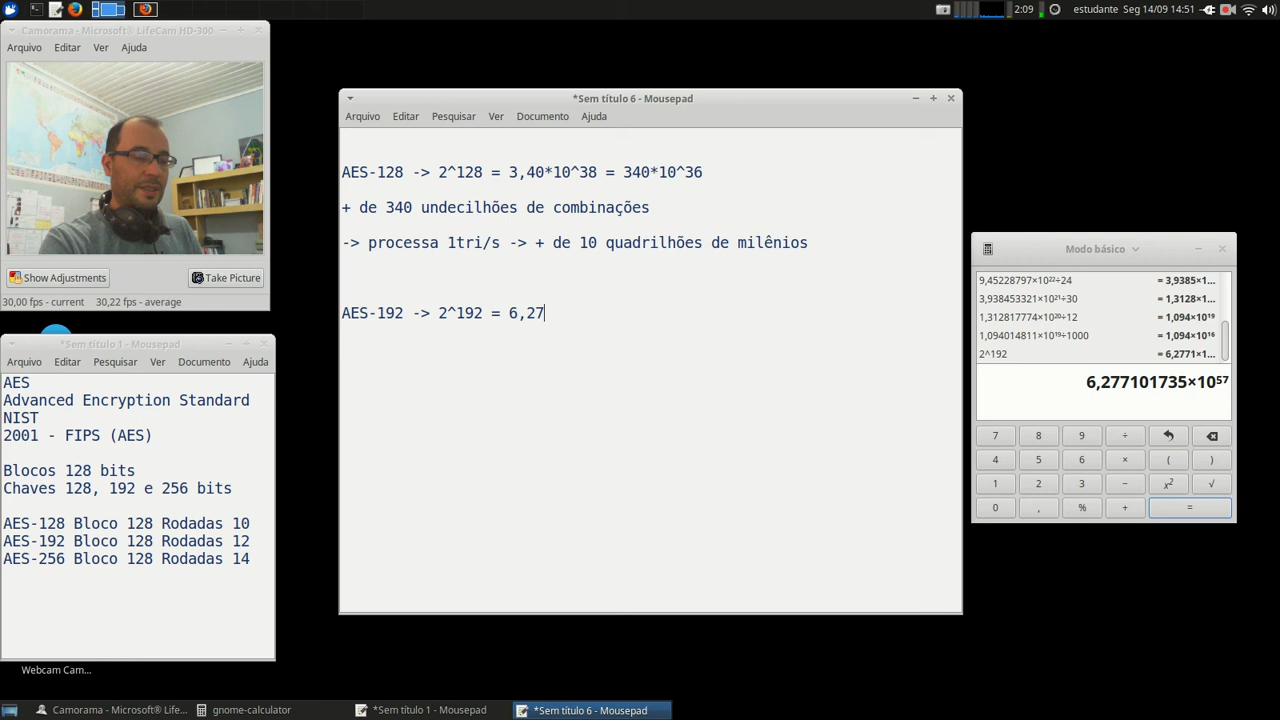 2:09 estudante Seg 14/09 14:51
Camorama - Microsoft® LifeCam HD-300
Arquivo Editar Ver Ajuda
Show Adjustments Take Picture
30,00 fps - current 30,22 fps - average
*Sem título 1 - Mousepad
Arquivo Editar Pesquisar Ver Documento Ajuda
AES
Advanced Encryption Standard
NIST
2001 - FIPS (AES)
Blocos 128 bits
Chaves 128, 192 e 256 bits
AES-128 Bloco 128 Rodadas 10
AES-192 Bloco 128 Rodadas 12
AES-256 Bloco 128 Rodadas 14
Webcam Cam...
*Sem título 6 - Mousepad
Arquivo Editar Pesquisar Ver Documento Ajuda
AES-128 -> 2^128 = 3,40*10^38 = 340*10^36
+ de 340 undecilhões de combinações
-> processa 1tri/s -> + de 10 quadrilhões de milênios
AES-192 -> 2^192 = 6,27
Modo básico
9,45228797×10²²÷24 = 3,9385×1...
3,938453321×10²¹÷30 = 1,3128×1...
1,312817774×10²⁰÷12 = 1,094×10¹⁹
1,094014811×10¹⁹÷1000 = 1,094×10¹⁶
2^192 = 6,2771×1...
6,277101735×10⁵⁷
7 8 9 ÷
4 5 6 × ( )
1 2 3 − x² √
0 , % + =
Camorama - Microsoft® Life... gnome-calculator *Sem título 1 - Mousepad *Sem título 6 - Mousepad